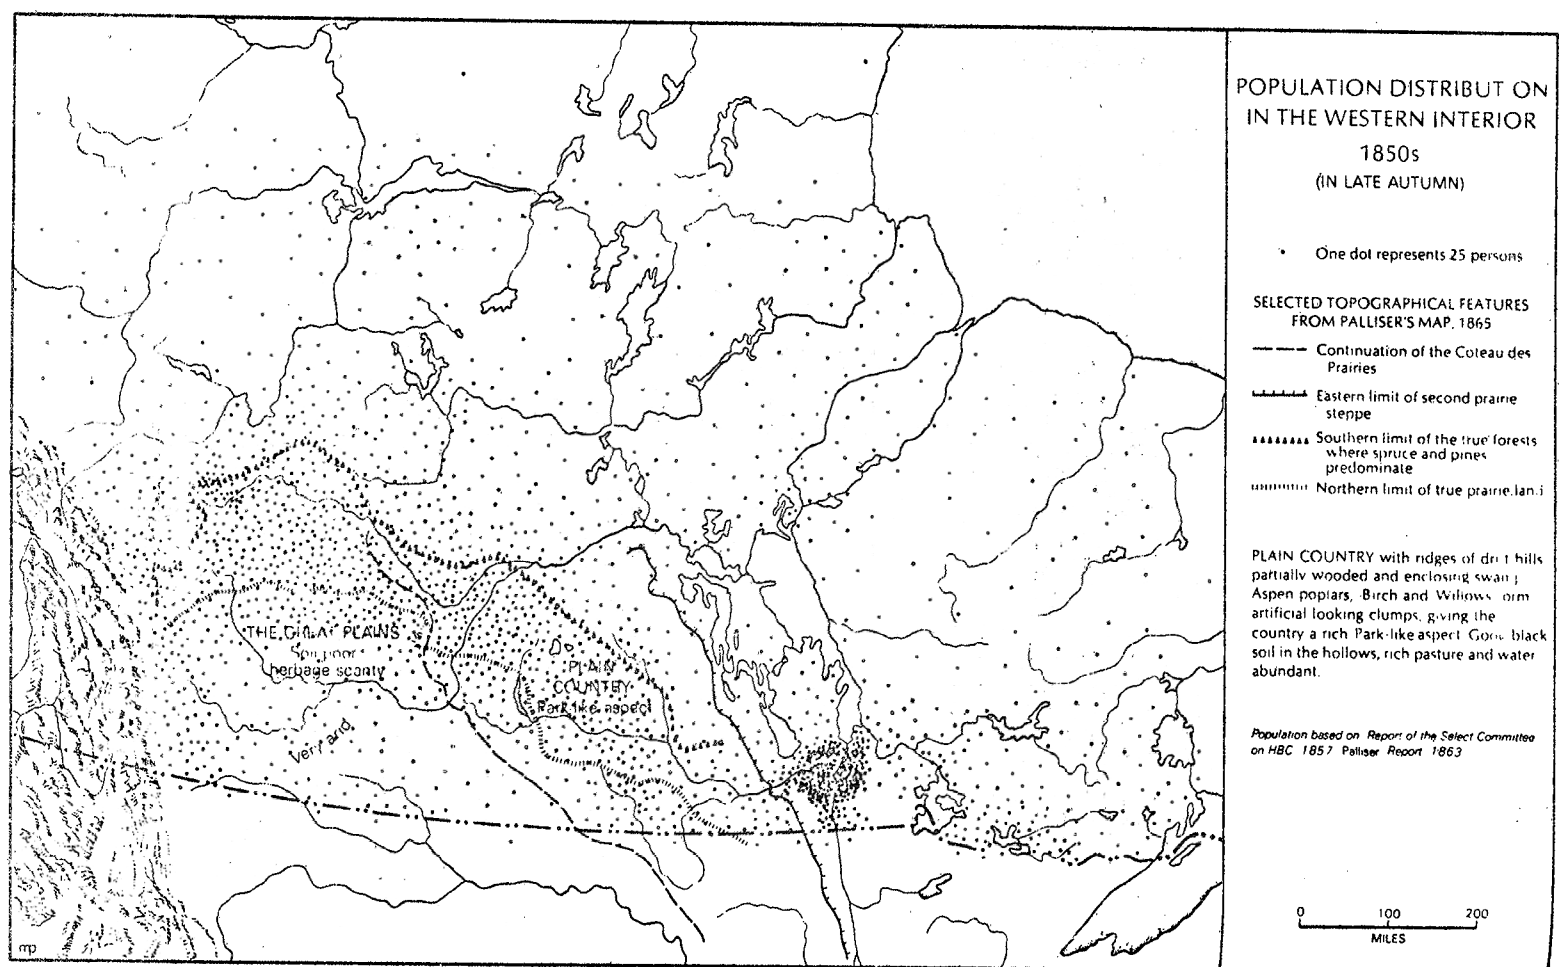 POPULATION DISTRIBUT ON
IN THE WESTERN INTERIOR
1850s
(IN LATE AUTUMN)
One dot represents 25 persons
SELECTED TOPOGRAPHICAL FEATURES
FROM PALLISER'S MAP, 1865
Continuation of the Coteau des
Prairies
Eastern limit of second prairie
steppe
Southern limit of the true forests
where spruce and pines
predominate
Northern limit of true prairie
PLAIN COUNTRY with ridges of hills
partially wooded and enclosing
Aspen poplars, Birch and Willows
artificial looking clumps, giving the
country a rich Park-like aspect black
soil in the hollows, rich pasture and water
abundant.
Population based on Report of the Select Committee
on HBC 1857 Palliser Report 1863
0 100 200
MILES
THE PLAINS
herbage scanty
PLAIN
COUNTRY
Park like aspect
Very arid
mp